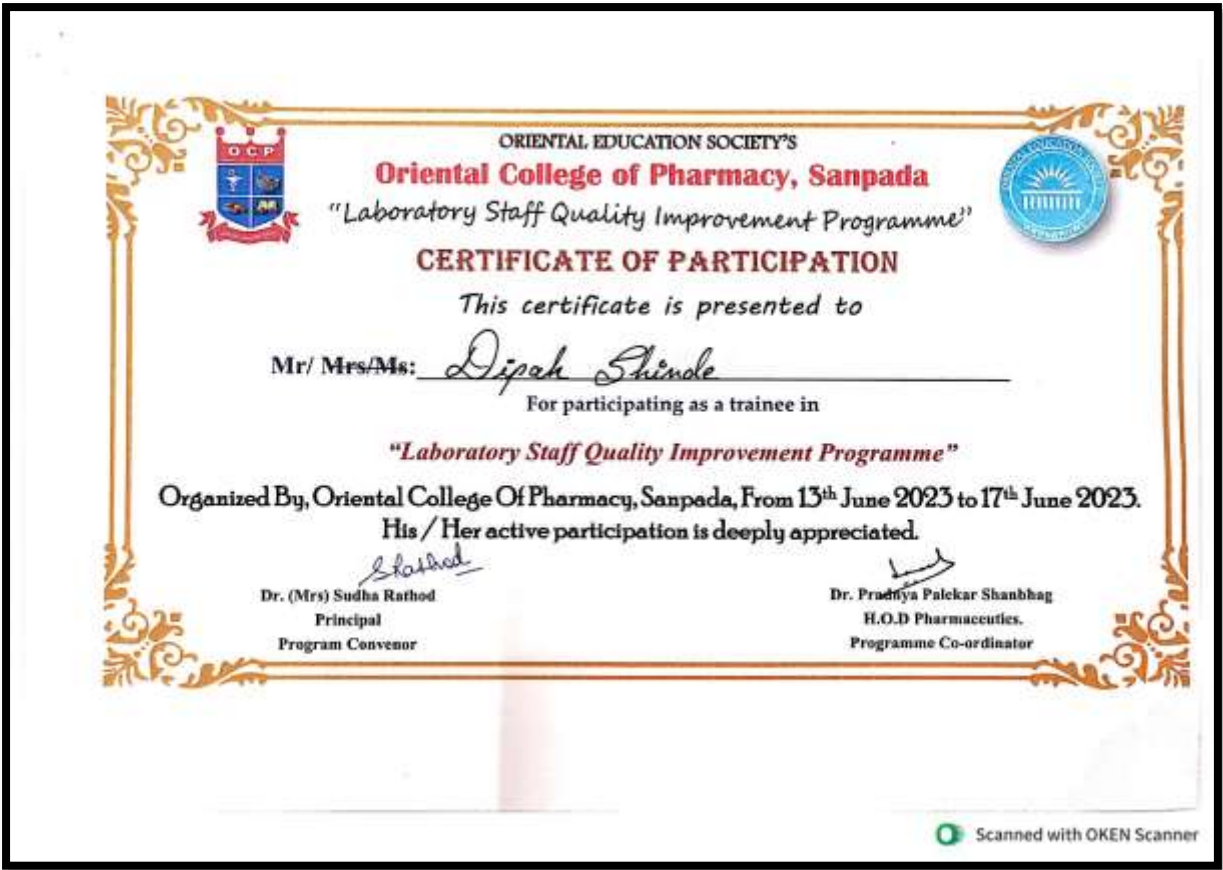 OCP
ORIENTAL EDUCATION SOCIETY'S
Oriental College of Pharmacy, Sanpada
"Laboratory Staff Quality Improvement Programme"
CERTIFICATE OF PARTICIPATION
This certificate is presented to
Mr/ Mrs/Ms: Dipak Shinde
For participating as a trainee in
"Laboratory Staff Quality Improvement Programme"
Organized By, Oriental College Of Pharmacy, Sanpada, From 13th June 2023 to 17th June 2023.
His / Her active participation is deeply appreciated.
SRathod
Dr. (Mrs) Sudha Rathod
Principal
Program Convenor
Dr. Pradnya Palekar Shanbhag
H.O.D Pharmaceutics.
Programme Co-ordinator
Scanned with OKEN Scanner